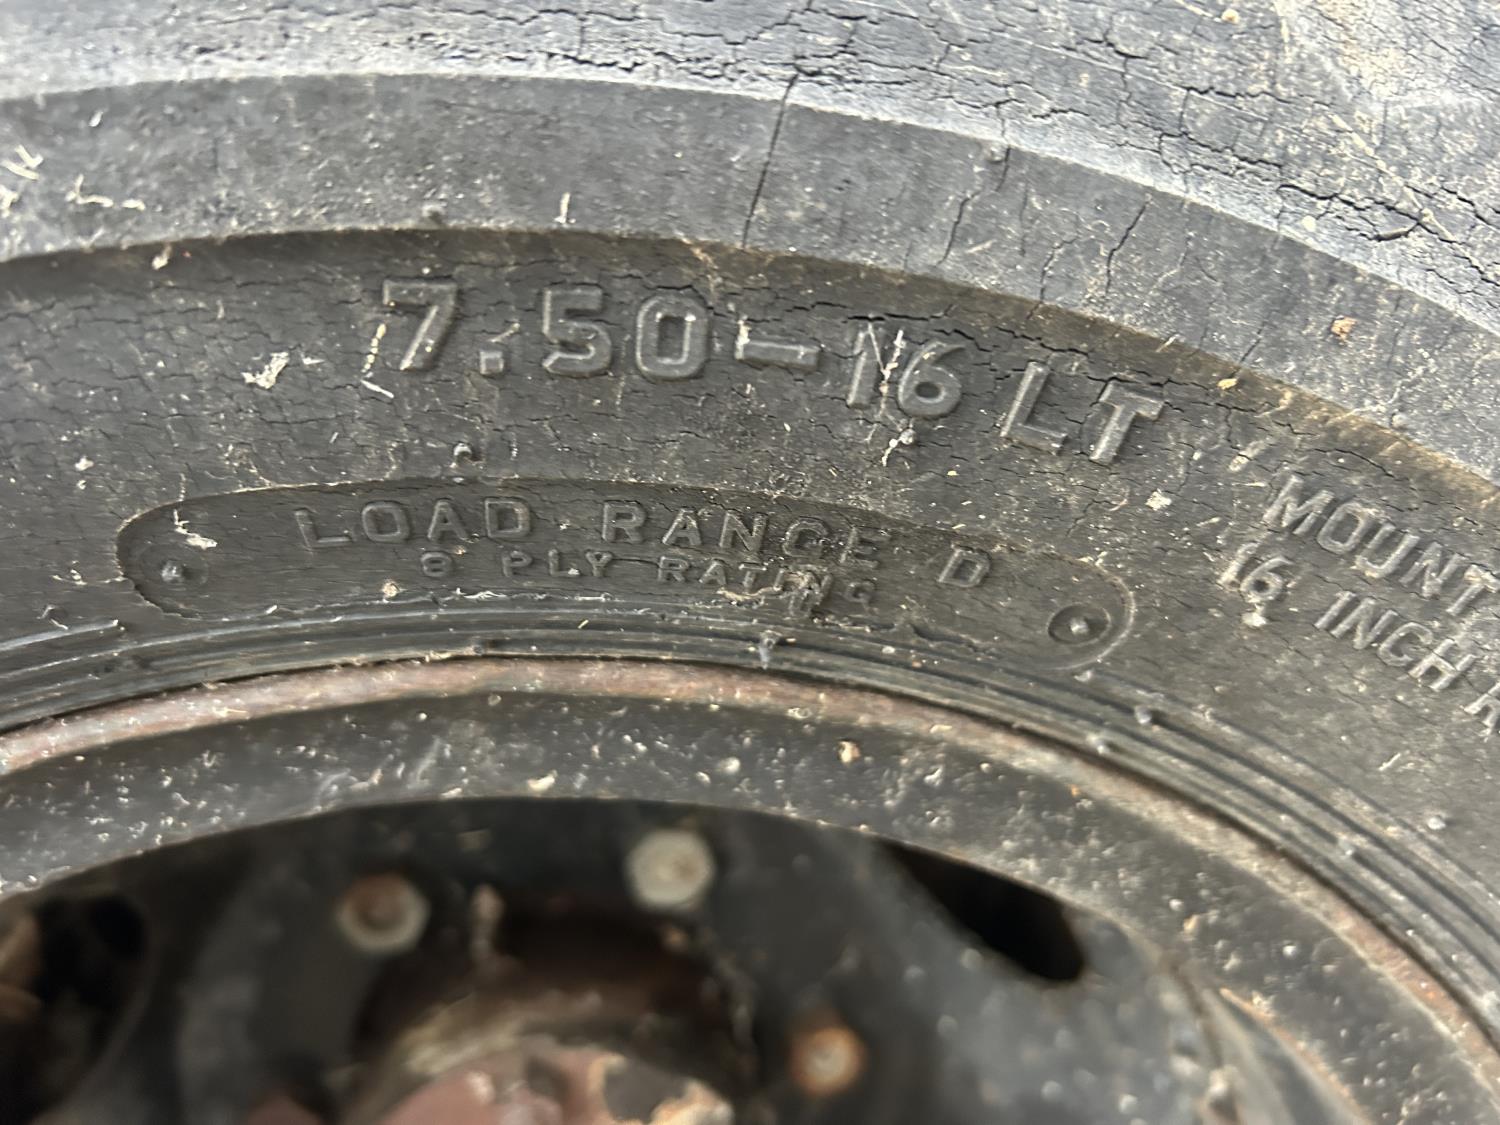 7.50-16 LT
LOAD RANGE D
8 PLY RATING
MOUNT
16 INCH R